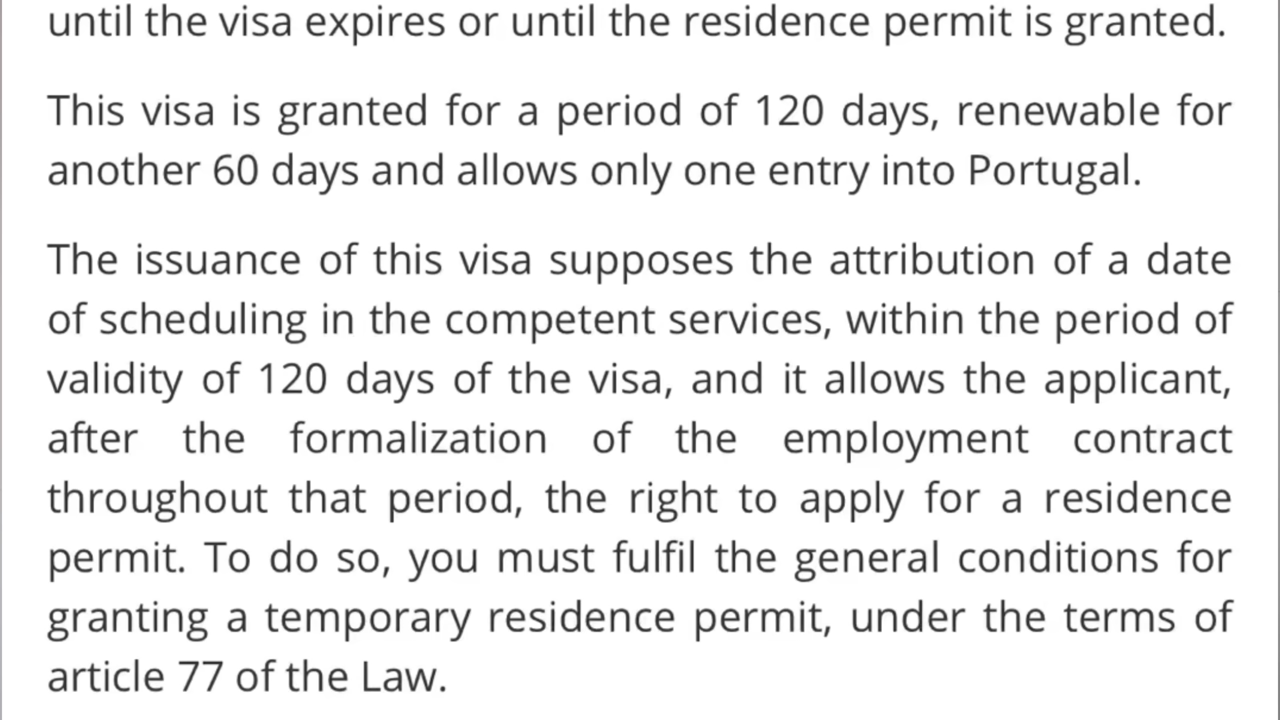 until the visa expires or until the residence permit is granted.
This visa is granted for a period of 120 days, renewable for
another 60 days and allows only one entry into Portugal.
The issuance of this visa supposes the attribution of a date
of scheduling in the competent services, within the period of
validity of 120 days of the visa, and it allows the applicant,
after the formalization of the employment contract
throughout that period, the right to apply for a residence
permit. To do so, you must fulfil the general conditions for
granting a temporary residence permit, under the terms of
article 77 of the Law.